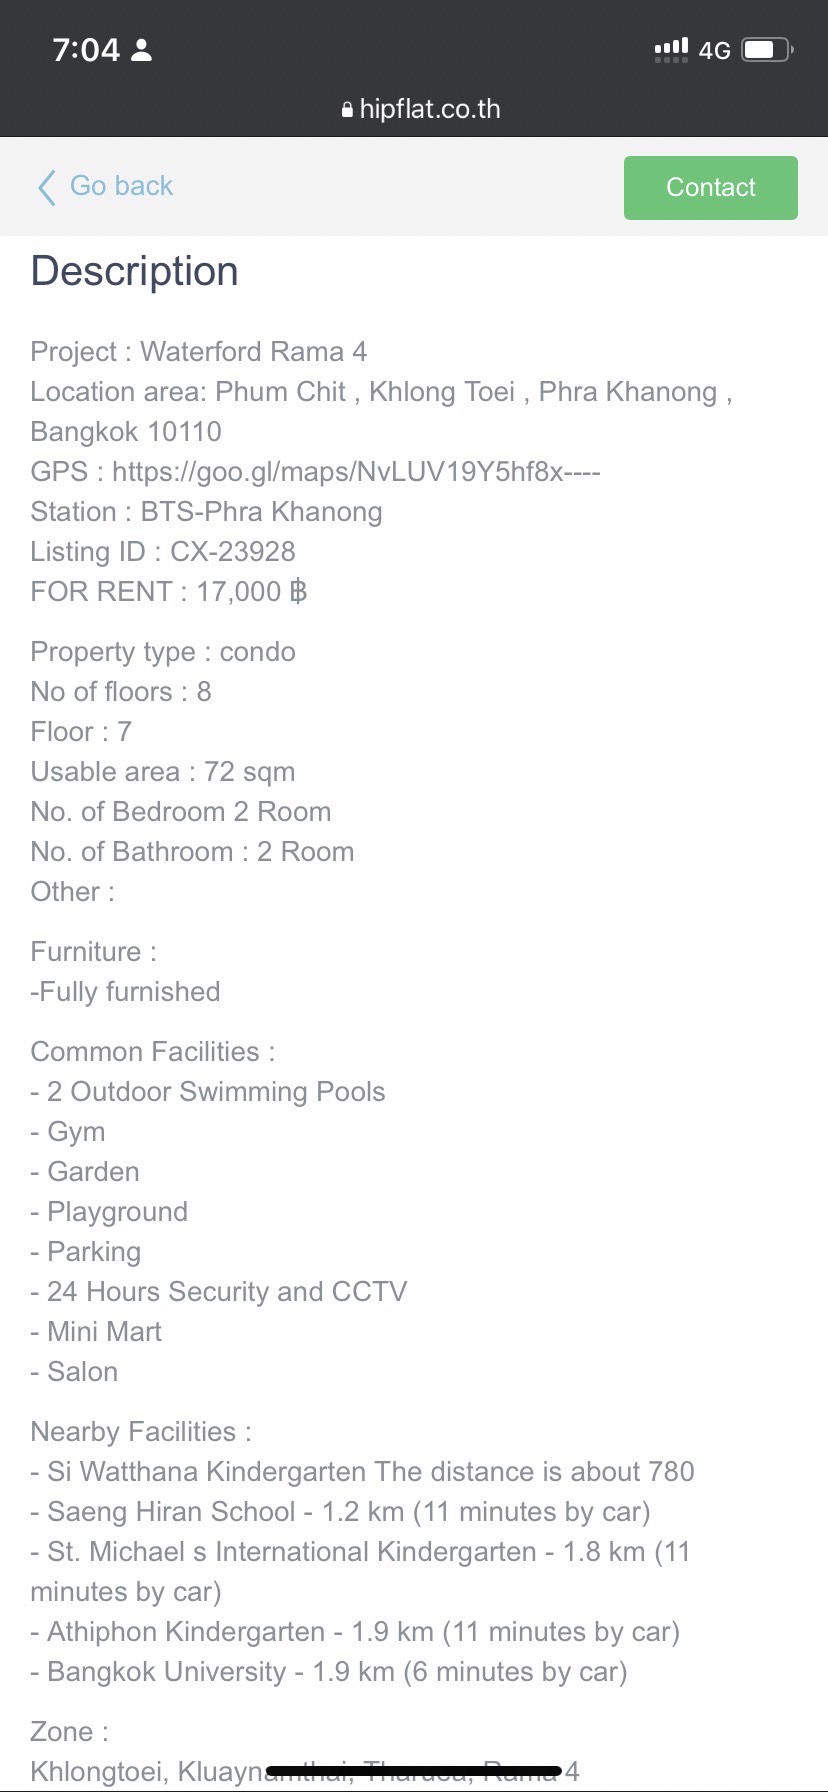 7:04
4G
hipflat.co.th
Go back
Contact
Description
Project : Waterford Rama 4
Location area: Phum Chit , Khlong Toei , Phra Khanong ,
Bangkok 10110
GPS : https://goo.gl/maps/NvLUV19Y5hf8x----
Station : BTS-Phra Khanong
Listing ID : CX-23928
FOR RENT : 17,000 ฿
Property type : condo
No of floors : 8
Floor : 7
Usable area : 72 sqm
No. of Bedroom 2 Room
No. of Bathroom : 2 Room
Other :
Furniture :
-Fully furnished
Common Facilities :
- 2 Outdoor Swimming Pools
- Gym
- Garden
- Playground
- Parking
- 24 Hours Security and CCTV
- Mini Mart
- Salon
Nearby Facilities :
- Si Watthana Kindergarten The distance is about 780
- Saeng Hiran School - 1.2 km (11 minutes by car)
- St. Michael s International Kindergarten - 1.8 km (11
minutes by car)
- Athiphon Kindergarten - 1.9 km (11 minutes by car)
- Bangkok University - 1.9 km (6 minutes by car)
Zone :
Khlongtoei, 4